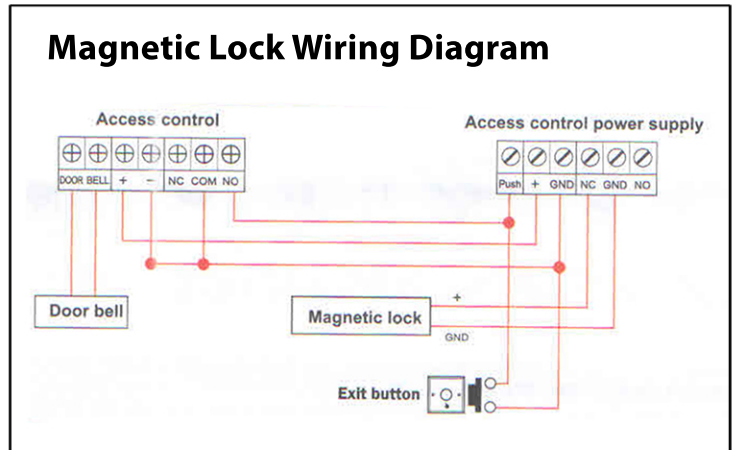 Magnetic Lock Wiring Diagram
Access control
DOOR BELL + − NC COM NO
Access control power supply
Push + GND NC GND NO
Door bell
Magnetic lock
+
GND
Exit button